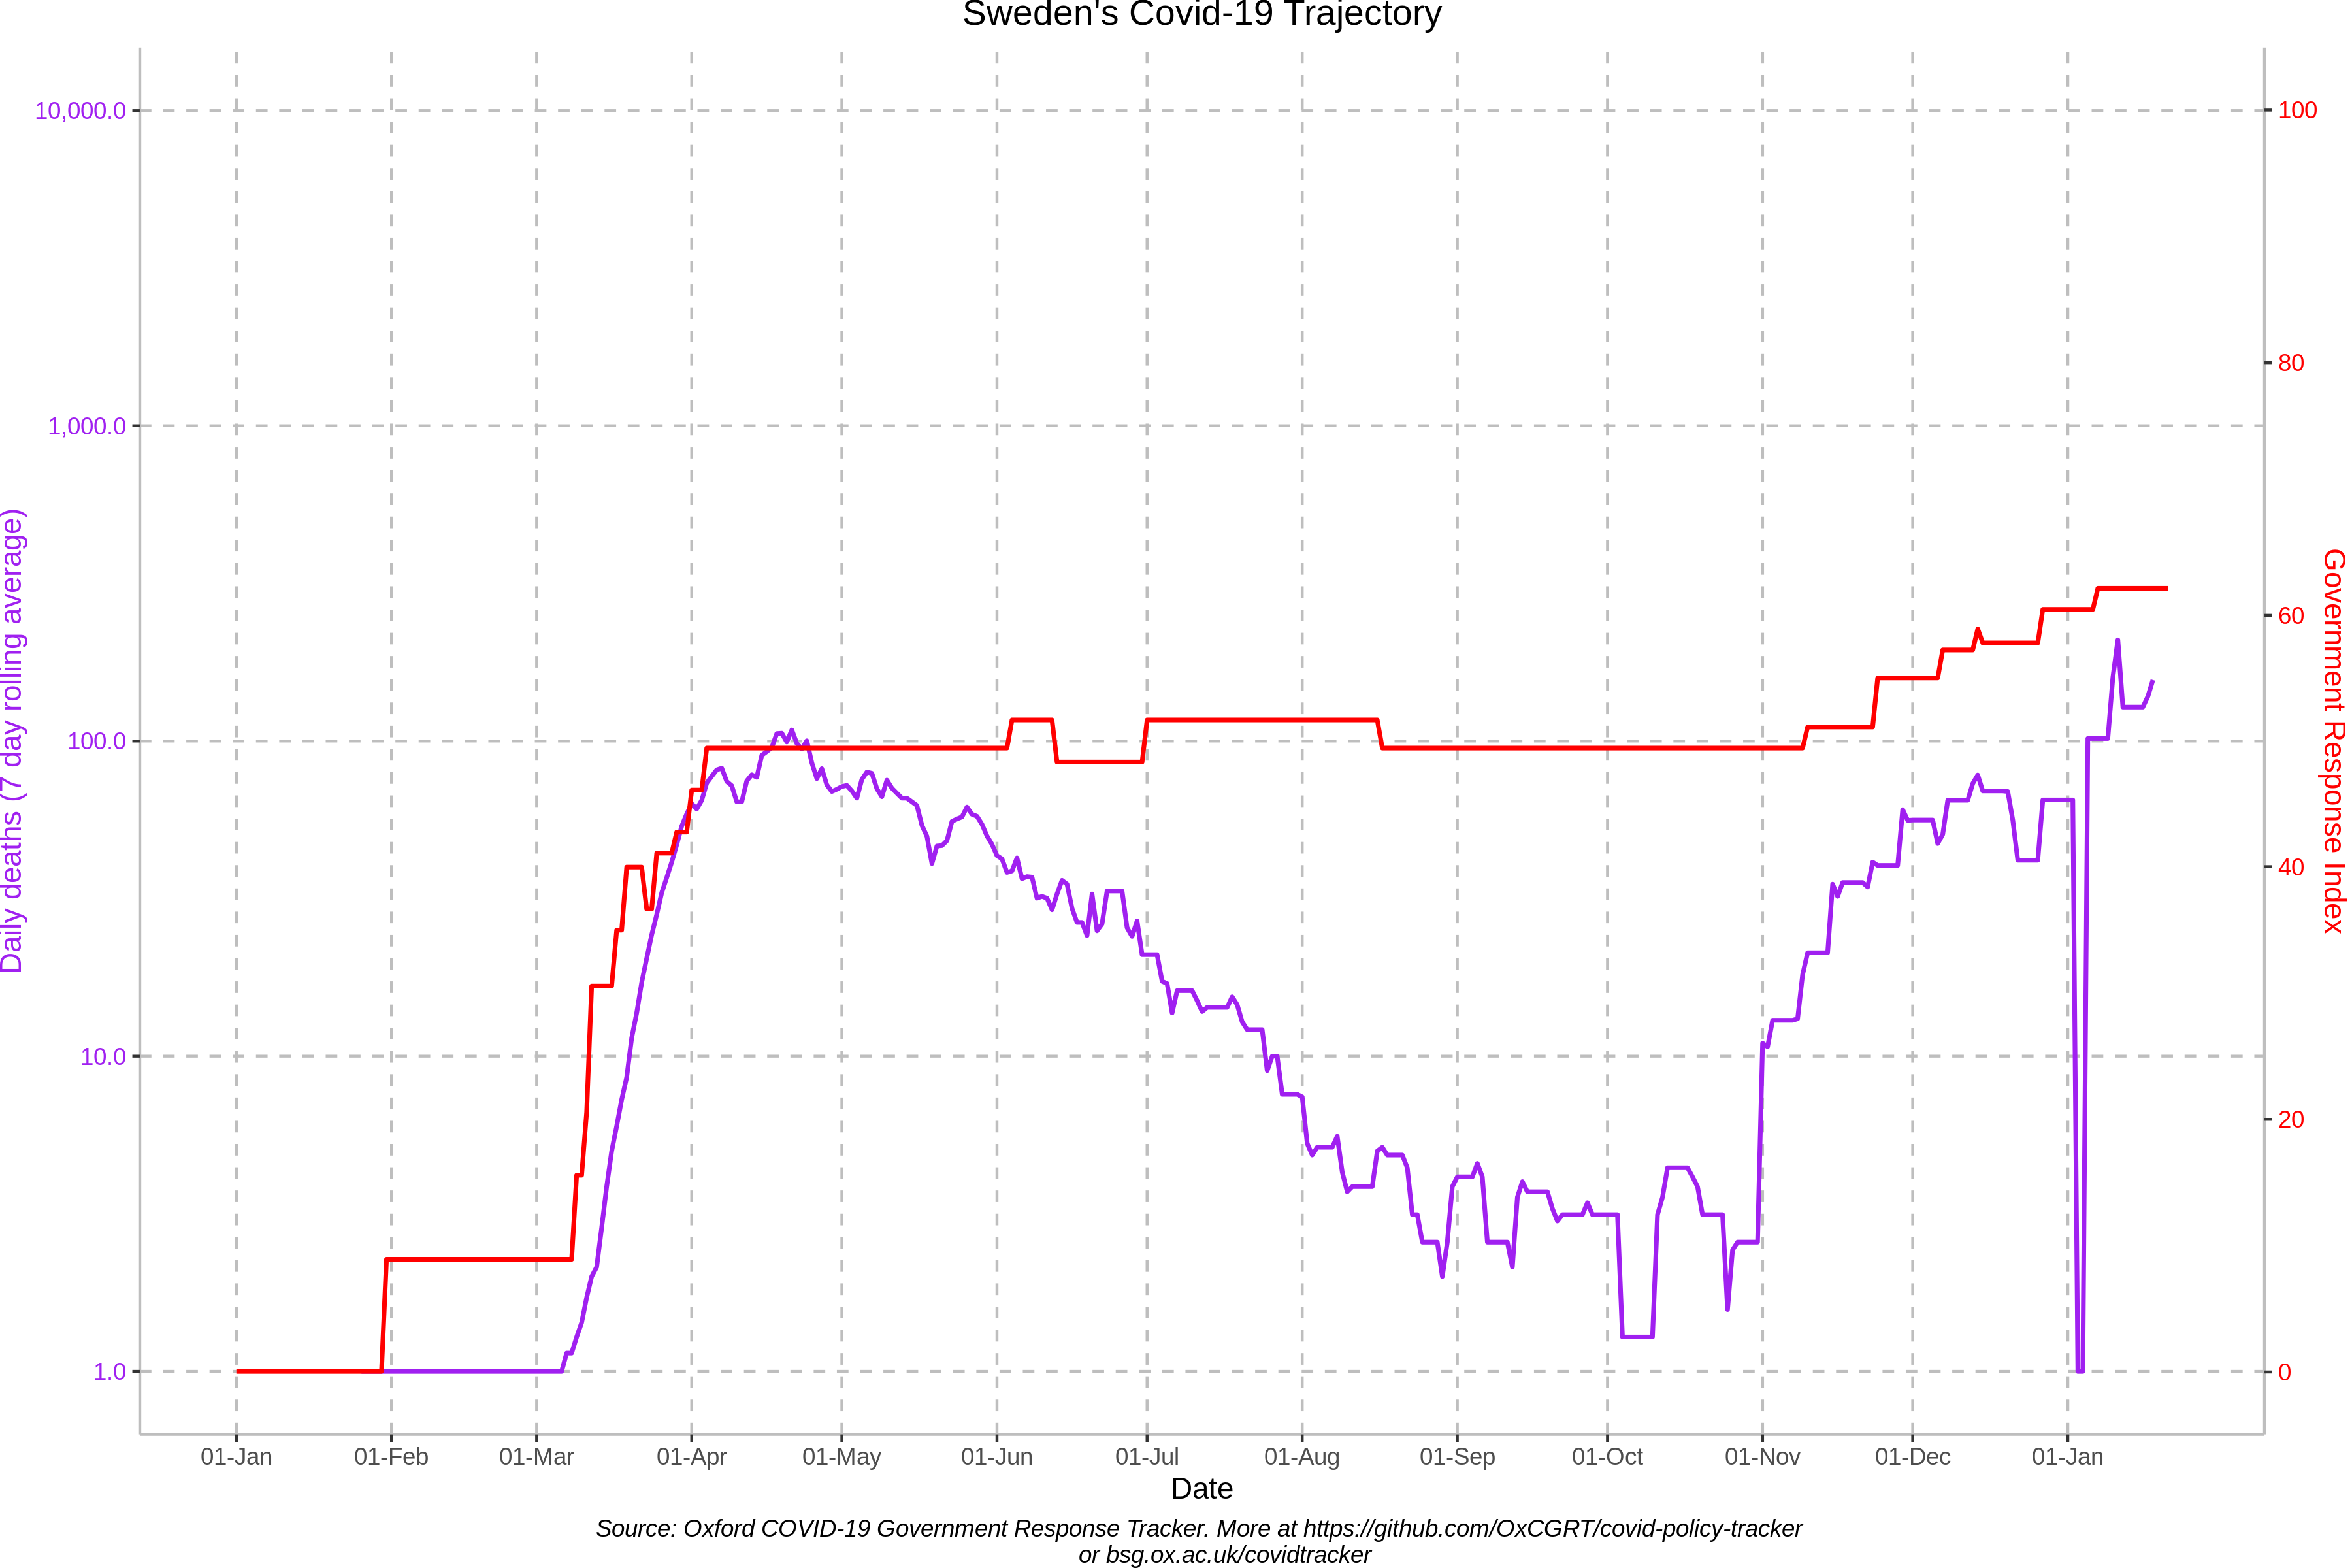 Sweden's Covid-19 Trajectory
10,000.0
1,000.0
100.0
10.0
1.0
Daily deaths (7 day rolling average)
100
80
60
40
20
0
Government Response Index
01-Jan 01-Feb 01-Mar 01-Apr 01-May 01-Jun 01-Jul 01-Aug 01-Sep 01-Oct 01-Nov 01-Dec 01-Jan
Date
Source: Oxford COVID-19 Government Response Tracker. More at https://github.com/OxCGRT/covid-policy-tracker
or bsg.ox.ac.uk/covidtracker